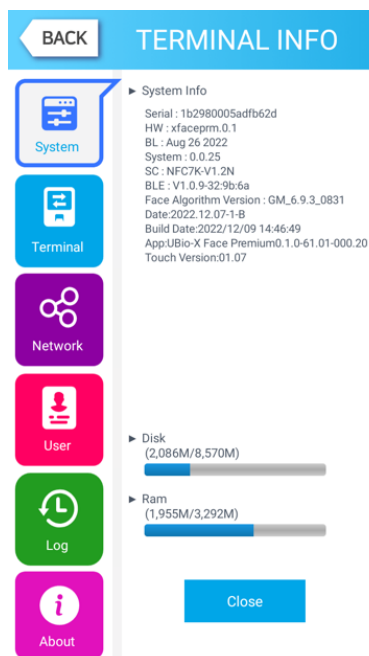 BACK
TERMINAL INFO
System
Terminal
Network
User
Log
About
► System Info
Serial : 1b2980005adfb62d
HW : xfaceprm.0.1
BL : Aug 26 2022
System : 0.0.25
SC : NFC7K-V1.2N
BLE : V1.0.9-32:9b:6a
Face Algorithm Version : GM_6.9.3_0831
Date:2022.12.07-1-B
Build Date:2022/12/09 14:46:49
App:UBio-X Face Premium0.1.0-61.01-000.20
Touch Version:01.07
► Disk
(2,086M/8,570M)
► Ram
(1,955M/3,292M)
Close